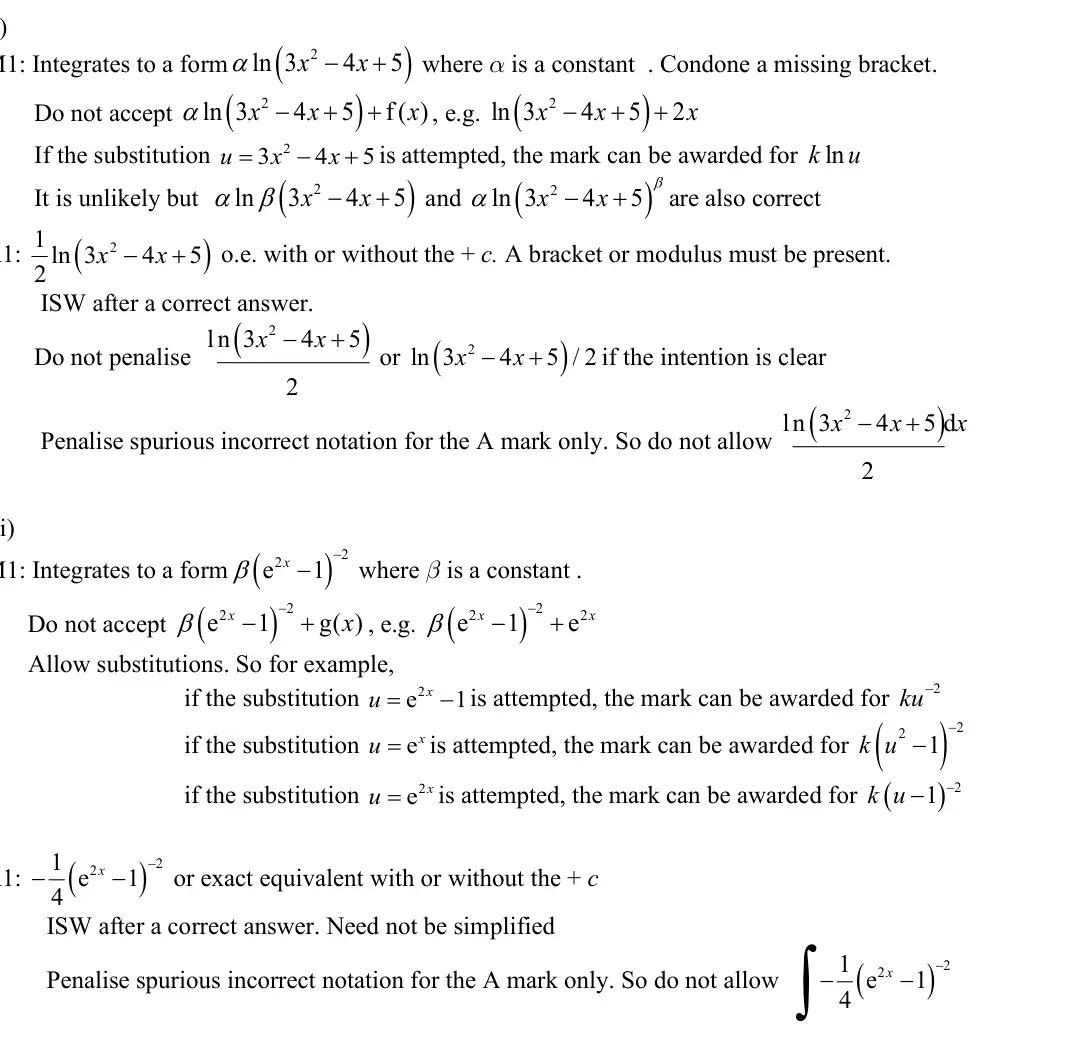 )
11: Integrates to a form α ln(3x² − 4x + 5) where α is a constant . Condone a missing bracket.
Do not accept α ln(3x² − 4x + 5) + f(x), e.g. ln(3x² − 4x + 5) + 2x
If the substitution u = 3x² − 4x + 5 is attempted, the mark can be awarded for k ln u
It is unlikely but α ln β(3x² − 4x + 5) and α ln(3x² − 4x + 5)^β are also correct
1: 1/2 ln(3x² − 4x + 5) o.e. with or without the + c. A bracket or modulus must be present.
ISW after a correct answer.
Do not penalise ln(3x² − 4x + 5)/2 or ln(3x² − 4x + 5) / 2 if the intention is clear
Penalise spurious incorrect notation for the A mark only. So do not allow ln(3x² − 4x + 5)dx/2
i)
11: Integrates to a form β(e²ˣ − 1)⁻² where β is a constant .
Do not accept β(e²ˣ − 1)⁻² + g(x), e.g. β(e²ˣ − 1)⁻² + e²ˣ
Allow substitutions. So for example,
if the substitution u = e²ˣ − 1 is attempted, the mark can be awarded for ku⁻²
if the substitution u = eˣ is attempted, the mark can be awarded for k(u² − 1)⁻²
if the substitution u = e²ˣ is attempted, the mark can be awarded for k(u − 1)⁻²
1: −1/4(e²ˣ − 1)⁻² or exact equivalent with or without the + c
ISW after a correct answer. Need not be simplified
Penalise spurious incorrect notation for the A mark only. So do not allow ∫ −1/4(e²ˣ − 1)⁻²